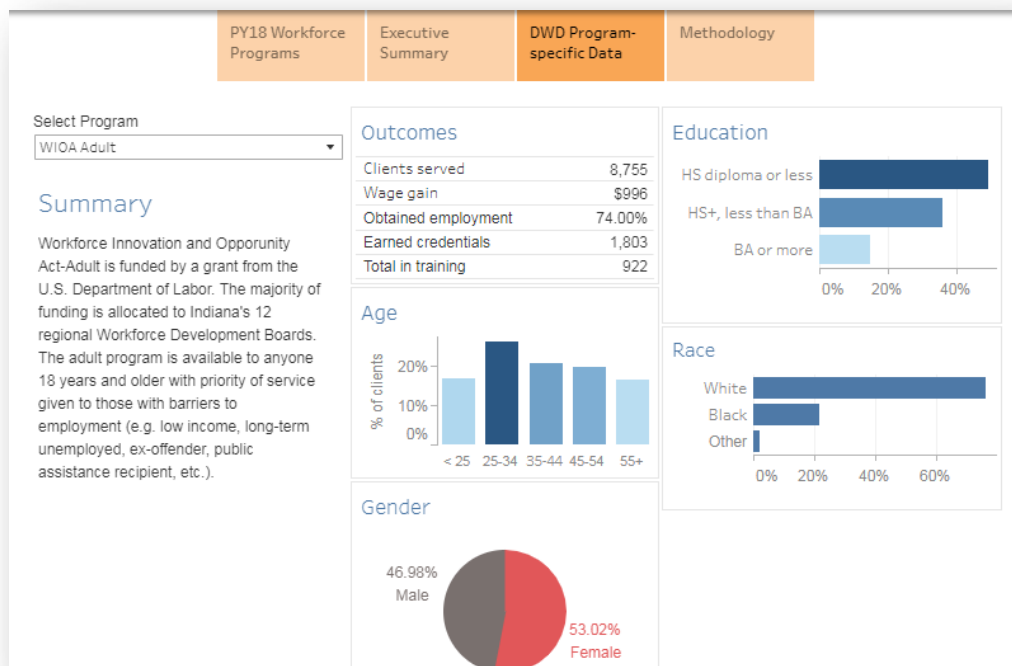 PY18 Workforce
Programs
Executive
Summary
DWD Program-
specific Data
Methodology
Select Program
WIOA Adult
Summary
Workforce Innovation and Opporunity
Act-Adult is funded by a grant from the
U.S. Department of Labor. The majority of
funding is allocated to Indiana's 12
regional Workforce Development Boards.
The adult program is available to anyone
18 years and older with priority of service
given to those with barriers to
employment (e.g. low income, long-term
unemployed, ex-offender, public
assistance recipient, etc.).
Outcomes
Clients served 8,755
Wage gain $996
Obtained employment 74.00%
Earned credentials 1,803
Total in training 922
Age
% of clients
20%
10%
0%
< 25 25-34 35-44 45-54 55+
Gender
46.98%
Male
53.02%
Female
Education
HS diploma or less
HS+, less than BA
BA or more
0% 20% 40%
Race
White
Black
Other
0% 20% 40% 60%